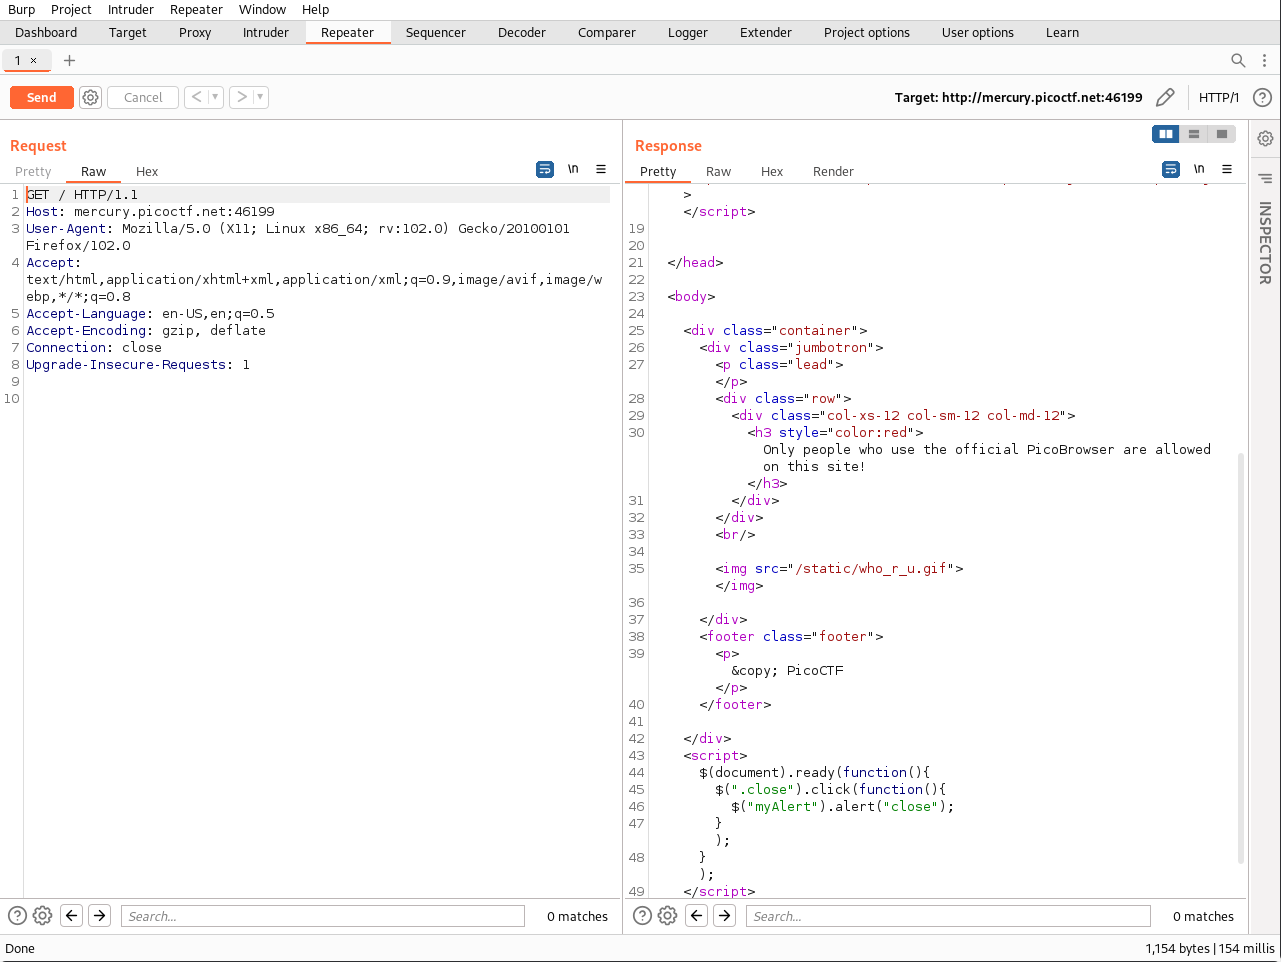 Burp Project Intruder Repeater Window Help
Dashboard Target Proxy Intruder Repeater Sequencer Decoder Comparer Logger Extender Project options User options Learn
1 × +
Send Cancel < > Target: http://mercury.picoctf.net:46199 HTTP/1 ?
Request
Pretty Raw Hex \n
1 GET / HTTP/1.1
2 Host: mercury.picoctf.net:46199
3 User-Agent: Mozilla/5.0 (X11; Linux x86_64; rv:102.0) Gecko/20100101
Firefox/102.0
4 Accept:
text/html,application/xhtml+xml,application/xml;q=0.9,image/avif,image/w
ebp,*/*;q=0.8
5 Accept-Language: en-US,en;q=0.5
6 Accept-Encoding: gzip, deflate
7 Connection: close
8 Upgrade-Insecure-Requests: 1
9
10
? Search... 0 matches
Response
Pretty Raw Hex Render \n
>
</script>
19
20
21 </head>
22
23 <body>
24
25 <div class="container">
26 <div class="jumbotron">
27 <p class="lead">
</p>
28 <div class="row">
29 <div class="col-xs-12 col-sm-12 col-md-12">
30 <h3 style="color:red">
Only people who use the official PicoBrowser are allowed
on this site!
</h3>
31 </div>
32 </div>
33 <br/>
34
35 <img src="/static/who_r_u.gif">
</img>
36
37 </div>
38 <footer class="footer">
39 <p>
&copy; PicoCTF
</p>
40 </footer>
41
42 </div>
43 <script>
44 $(document).ready(function(){
45 $(".close").click(function(){
46 $("myAlert").alert("close");
47 }
);
48 }
);
49 </script>
? Search... 0 matches
INSPECTOR
Done 1,154 bytes | 154 millis